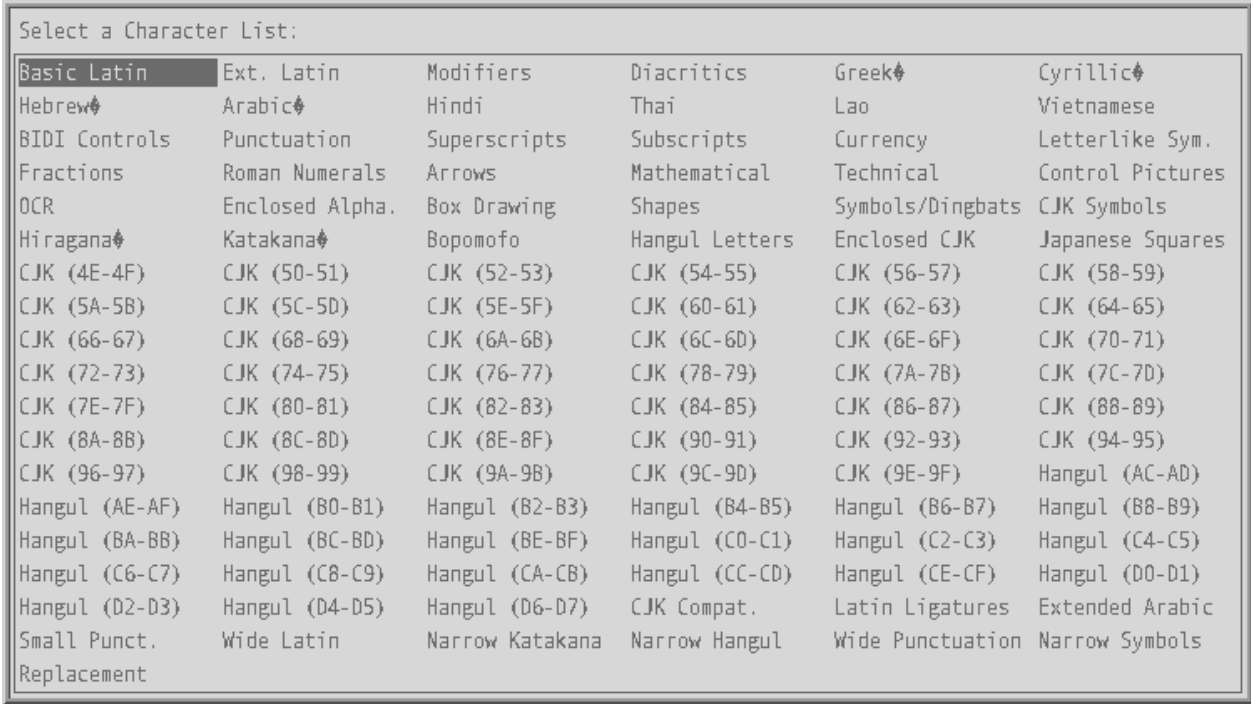 Select a Character List:
Basic Latin Ext. Latin Modifiers Diacritics Greek♦ Cyrillic♦
Hebrew♦ Arabic♦ Hindi Thai Lao Vietnamese
BIDI Controls Punctuation Superscripts Subscripts Currency Letterlike Sym.
Fractions Roman Numerals Arrows Mathematical Technical Control Pictures
OCR Enclosed Alpha. Box Drawing Shapes Symbols/Dingbats CJK Symbols
Hiragana♦ Katakana♦ Bopomofo Hangul Letters Enclosed CJK Japanese Squares
CJK (4E-4F) CJK (50-51) CJK (52-53) CJK (54-55) CJK (56-57) CJK (58-59)
CJK (5A-5B) CJK (5C-5D) CJK (5E-5F) CJK (60-61) CJK (62-63) CJK (64-65)
CJK (66-67) CJK (68-69) CJK (6A-6B) CJK (6C-6D) CJK (6E-6F) CJK (70-71)
CJK (72-73) CJK (74-75) CJK (76-77) CJK (78-79) CJK (7A-7B) CJK (7C-7D)
CJK (7E-7F) CJK (80-81) CJK (82-83) CJK (84-85) CJK (86-87) CJK (88-89)
CJK (8A-8B) CJK (8C-8D) CJK (8E-8F) CJK (90-91) CJK (92-93) CJK (94-95)
CJK (96-97) CJK (98-99) CJK (9A-9B) CJK (9C-9D) CJK (9E-9F) Hangul (AC-AD)
Hangul (AE-AF) Hangul (B0-B1) Hangul (B2-B3) Hangul (B4-B5) Hangul (B6-B7) Hangul (B8-B9)
Hangul (BA-BB) Hangul (BC-BD) Hangul (BE-BF) Hangul (C0-C1) Hangul (C2-C3) Hangul (C4-C5)
Hangul (C6-C7) Hangul (C8-C9) Hangul (CA-CB) Hangul (CC-CD) Hangul (CE-CF) Hangul (D0-D1)
Hangul (D2-D3) Hangul (D4-D5) Hangul (D6-D7) CJK Compat. Latin Ligatures Extended Arabic
Small Punct. Wide Latin Narrow Katakana Narrow Hangul Wide Punctuation Narrow Symbols
Replacement